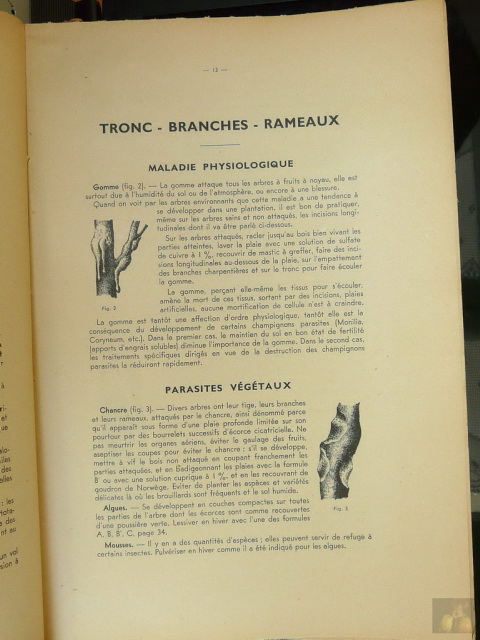 — 13 —
TRONC - BRANCHES - RAMEAUX
MALADIE PHYSIOLOGIQUE
Gomme (fig. 2). — La gomme attaque tous les arbres à fruits à noyau, elle est
surtout due à l'humidité du sol ou de l'atmosphère, ou encore à une blessure.
Quand on voit par les arbres environnants que cette maladie a une tendance à
se développer dans une plantation, il est bon de pratiquer,
même sur les arbres sains et non attaqués, les incisions longi-
tudinales dont il va être parlé ci-dessous.
Sur les arbres attaqués, racler jusqu'au bois bien vivant les
parties atteintes, laver la plaie avec une solution de sulfate
de cuivre à 1 %, recouvrir de mastic à greffer, faire des inci-
sions longitudinales au-dessous de la plaie, sur l'empattement
des branches charpentières et sur le tronc pour faire écouler
la gomme.
Le gomme, perçant elle-même les tissus pour s'écouler,
amène la mort de ces tissus, sortant par des incisions, plaies
artificielles, aucune mortification de cellule n'est à craindre.
Fig. 2
La gomme est tantôt une affection d'ordre physiologique, tantôt elle est la
conséquence du développement de certains champignons parasites (Monilia,
Coryneum, etc.). Dans le premier cas, le maintien du sol en bon état de fertilité
(apports d'engrais solubles) diminue l'importance de la gomme. Dans le second cas,
les traitements spécifiques dirigés en vue de la destruction des champignons
parasites la réduiront rapidement.
PARASITES VÉGÉTAUX
Chancre (fig. 3). — Divers arbres ont leur tige, leurs branches
et leurs rameaux, attaqués par le chancre, ainsi dénommé parce
qu'il apparaît sous forme d'une plaie profonde limitée sur son
pourtour par des bourrelets successifs d'écorce cicatricielle. Ne
pas meurtrir les organes aériens, éviter le gaulage des fruits,
aseptiser les coupes pour éviter le chancre ; s'il se développe,
mettre à vif le bois non attaqué en coupant franchement les
parties attaquées, et en badigeonnant les plaies avec la formule
B' ou avec une solution cuprique à 1 %, et en les recouvrant de
goudron de Norwège. Eviter de planter les espèces et variétés
délicates là où les brouillards sont fréquents et le sol humide.
Fig. 3
Algues. — Se développent en couches compactes sur toutes
les parties de l'arbre dont les écorces sont comme recouvertes
d'une poussière verte. Lessiver en hiver avec l'une des formules
A, B, B', C, page 34.
Mousses. — Il y en a des quantités d'espèces ; elles peuvent servir de refuge à
certains insectes. Pulvériser en hiver comme il a été indiqué pour les algues.